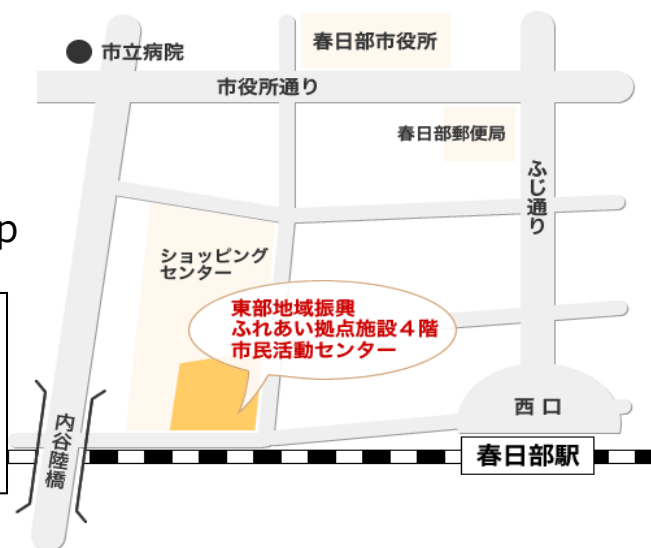 春日部市役所
市立病院
市役所通り
春日部郵便局
ふじ通り
p
ショッピング
センター
東部地域振興
ふれあい拠点施設４階
市民活動センター
西口
内谷陸橋
春日部駅